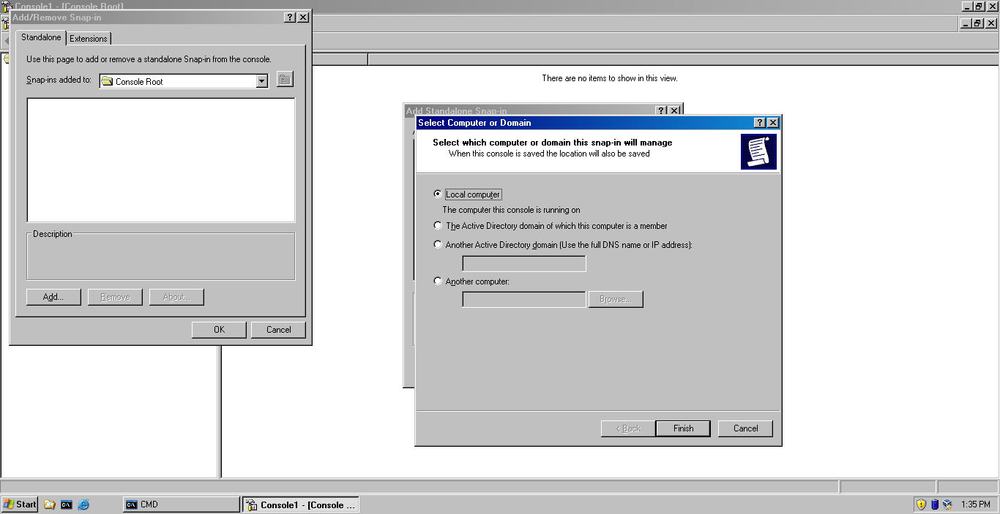 Console1 - [Console Root]
Add/Remove Snap-in
Standalone
Extensions
Use this page to add or remove a standalone Snap-in from the console.
Snap-ins added to:
Console Root
Description
Add...
Remove
About...
OK
Cancel
There are no items to show in this view.
Add Standalone Snap-in
Select Computer or Domain
Select which computer or domain this snap-in will manage
When this console is saved the location will also be saved
Local computer
The computer this console is running on
The Active Directory domain of which this computer is a member
Another Active Directory domain (Use the full DNS name or IP address):
Another computer:
Browse...
< Back
Finish
Cancel
Start
CMD
Console1 - [Console ...
1:35 PM